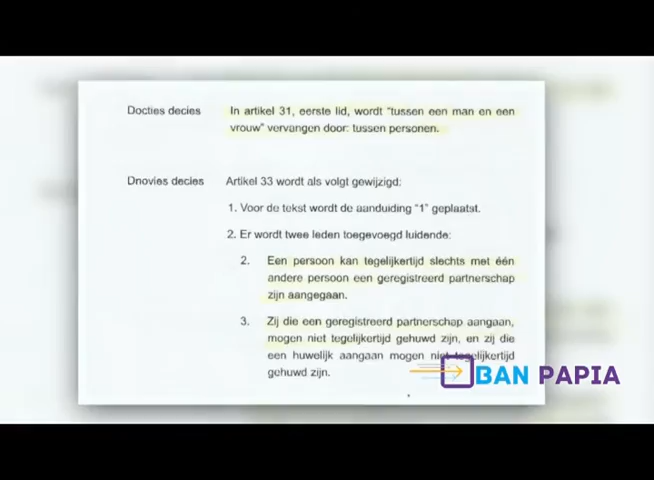 Docties decies In artikel 31, eerste lid, wordt "tussen een man en een
vrouw" vervangen door: tussen personen.
Dnovies decies Artikel 33 wordt als volgt gewijzigd:
1. Voor de tekst wordt de aanduiding "1" geplaatst.
2. Er wordt twee leden toegevoegd luidende:
2. Een persoon kan tegelijkertijd slechts met één
andere persoon een geregistreerd partnerschap
zijn aangegaan.
3. Zij die een geregistreerd partnerschap aangaan,
mogen niet tegelijkertijd gehuwd zijn, en zij die
een huwelijk aangaan mogen niet tegelijkertijd
gehuwd zijn.
BAN PAPIA